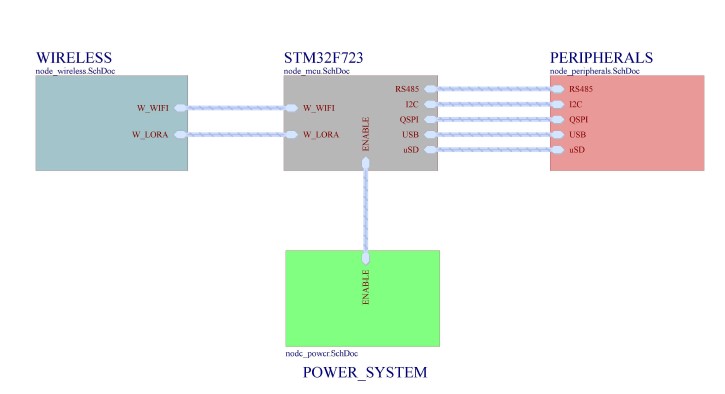 WIRELESS
node_wireless.SchDoc
W_WIFI
W_LORA
STM32F723
node_mcu.SchDoc
W_WIFI
W_LORA
ENABLE
RS485
I2C
QSPI
USB
uSD
PERIPHERALS
node_peripherals.SchDoc
RS485
I2C
QSPI
USB
uSD
ENABLE
node_power.SchDoc
POWER_SYSTEM